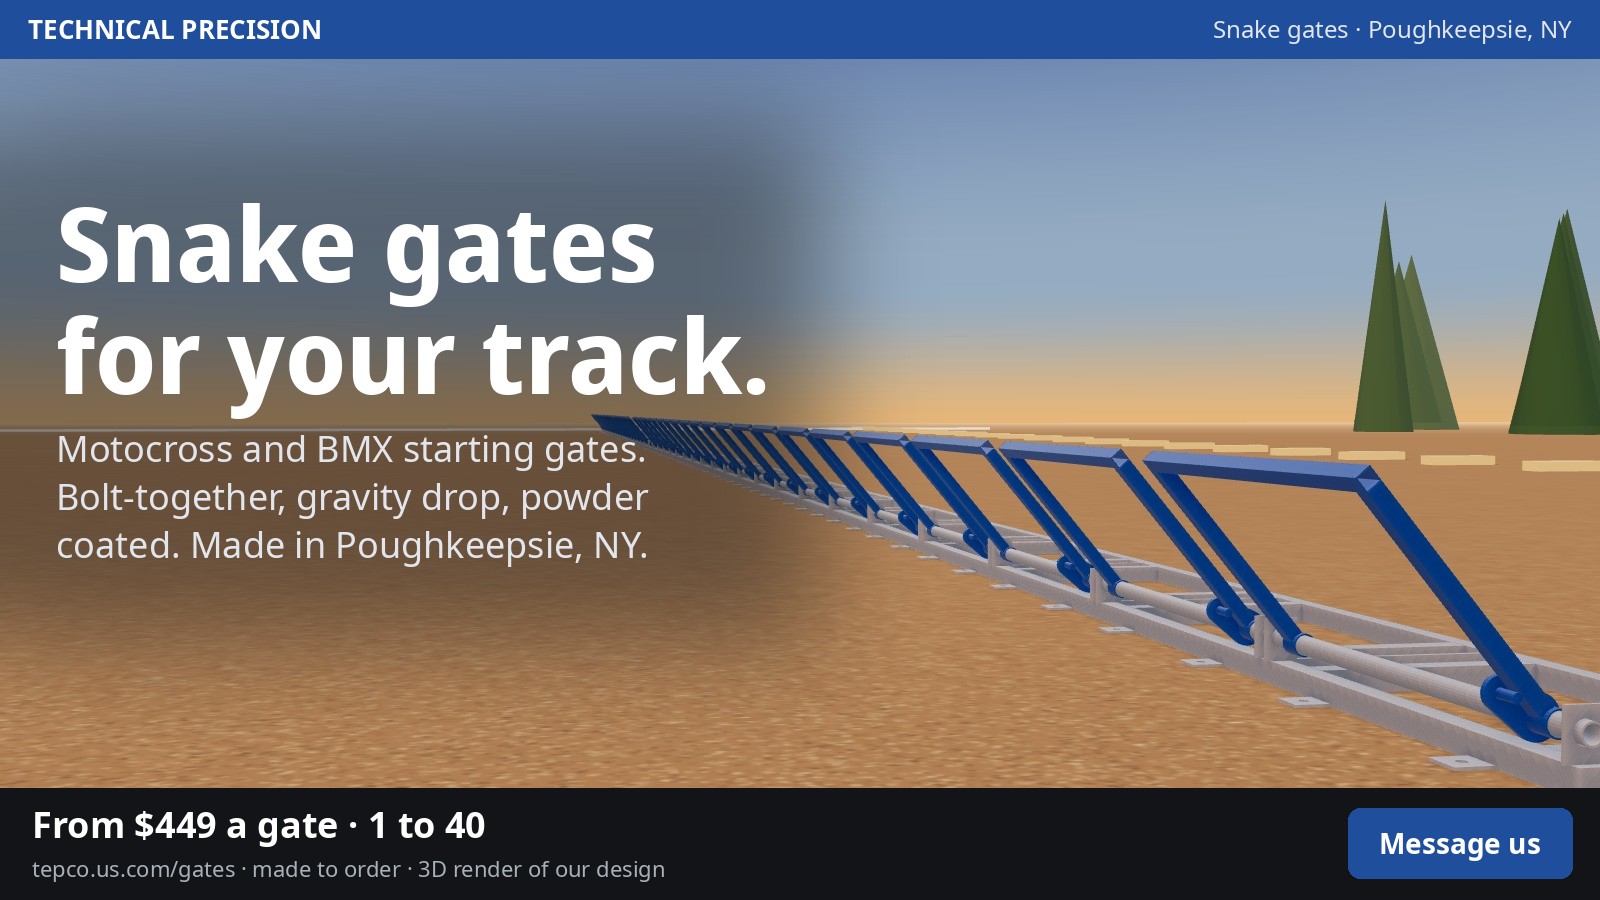 TECHNICAL PRECISION
Snake gates · Poughkeepsie, NY
Snake gates
for your track.
Motocross and BMX starting gates.
Bolt-together, gravity drop, powder
coated. Made in Poughkeepsie, NY.
From $449 a gate · 1 to 40
tepco.us.com/gates · made to order · 3D render of our design
Message us